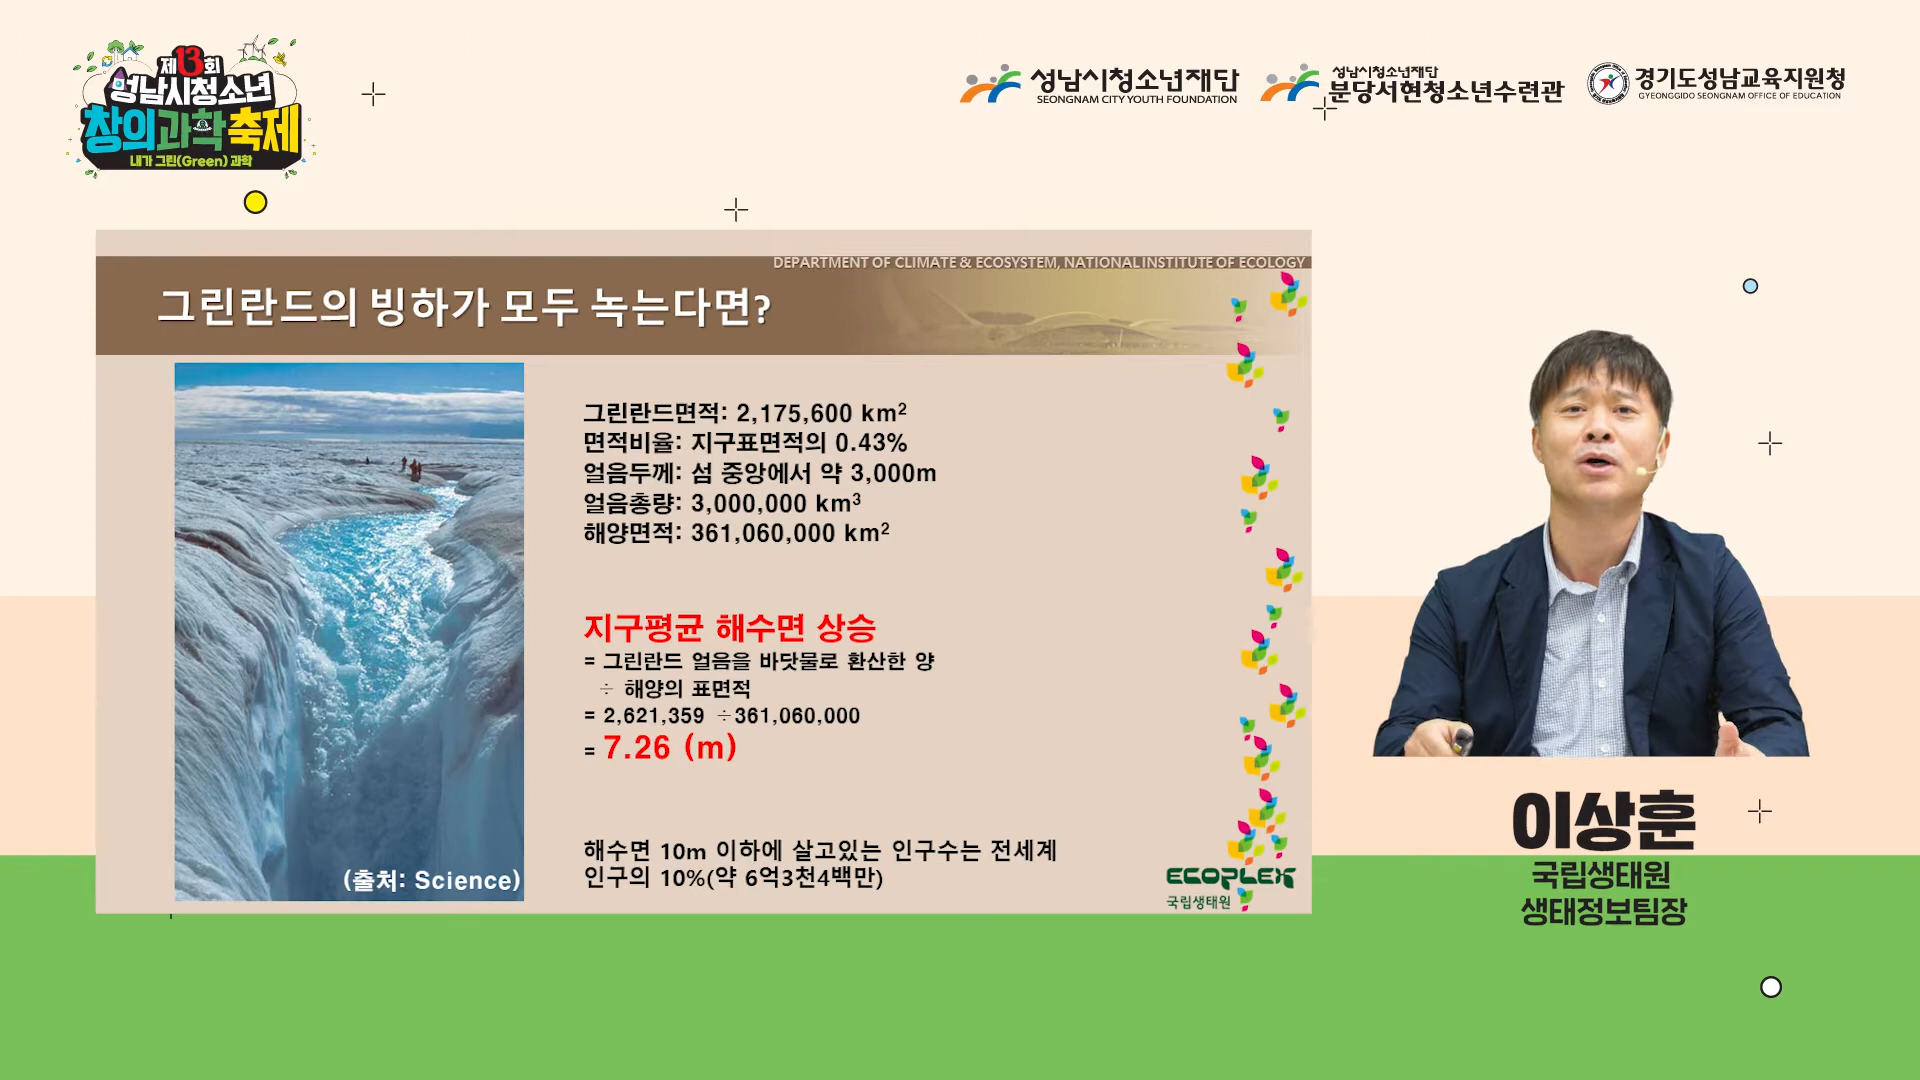 제13회
성남시청소년
창의과학축제
내가 그린(Green) 과학
성남시청소년재단
SEONGNAM CITY YOUTH FOUNDATION
성남시청소년재단
분당서현청소년수련관
경기도성남교육지원청
GYEONGGIDO SEONGNAM OFFICE OF EDUCATION
DEPARTMENT OF CLIMATE & ECOSYSTEM, NATIONAL INSTITUTE OF ECOLOGY
그린란드의 빙하가 모두 녹는다면?
그린란드면적: 2,175,600 km²
면적비율: 지구표면적의 0.43%
얼음두께: 섬 중앙에서 약 3,000m
얼음총량: 3,000,000 km³
해양면적: 361,060,000 km²
지구평균 해수면 상승
= 그린란드 얼음을 바닷물로 환산한 양
÷ 해양의 표면적
= 2,621,359 ÷361,060,000
= 7.26 (m)
해수면 10m 이하에 살고있는 인구수는 전세계
인구의 10%(약 6억3천4백만)
(출처: Science)
ECOPLEX
국립생태원
이상훈
국립생태원
생태정보팀장